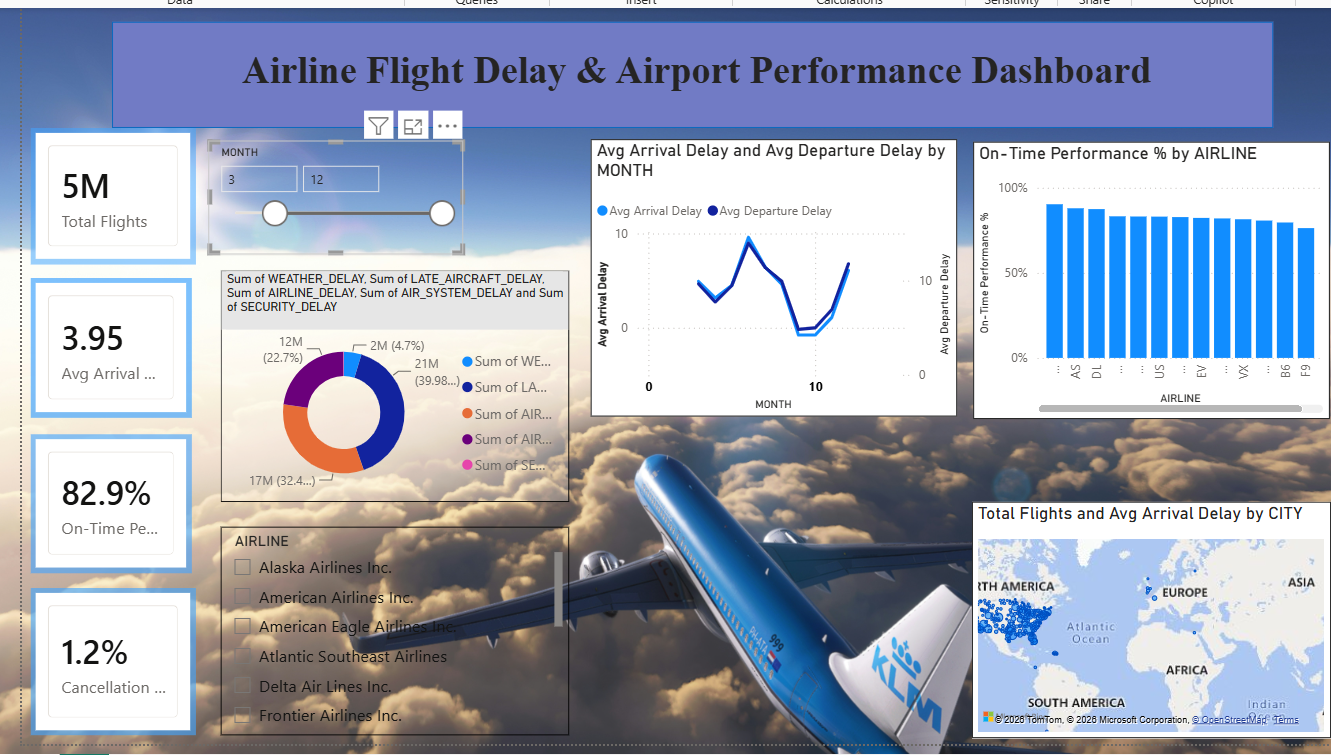 Data Queries Insert Calculations Sensitivity Share Copilot
Airline Flight Delay & Airport Performance Dashboard
5M
Total Flights
3.95
Avg Arrival ...
82.9%
On-Time Pe...
1.2%
Cancellation ...
MONTH
3 12
Sum of WEATHER_DELAY, Sum of LATE_AIRCRAFT_DELAY,
Sum of AIRLINE_DELAY, Sum of AIR_SYSTEM_DELAY and Sum
of SECURITY_DELAY
12M
(22.7%)
2M (4.7%)
21M
(39.98...)
17M (32.4...)
Sum of WE...
Sum of LA...
Sum of AIR...
Sum of AIR...
Sum of SE...
AIRLINE
Alaska Airlines Inc.
American Airlines Inc.
American Eagle Airlines Inc.
Atlantic Southeast Airlines
Delta Air Lines Inc.
Frontier Airlines Inc.
Avg Arrival Delay and Avg Departure Delay by
MONTH
Avg Arrival Delay Avg Departure Delay
Avg Arrival Delay
10
0
10
0
Avg Departure Delay
0 10
MONTH
On-Time Performance % by AIRLINE
On-Time Performance %
100%
50%
0%
... AS DL ... ... US ... EV ... VX ... B6 F9
AIRLINE
999
PH-ATA
KLM
Total Flights and Avg Arrival Delay by CITY
RTH AMERICA
EUROPE
ASIA
Atlantic
Ocean
AFRICA
SOUTH AMERICA
Indian
© 2026 TomTom, © 2026 Microsoft Corporation, © OpenStreetMap Terms